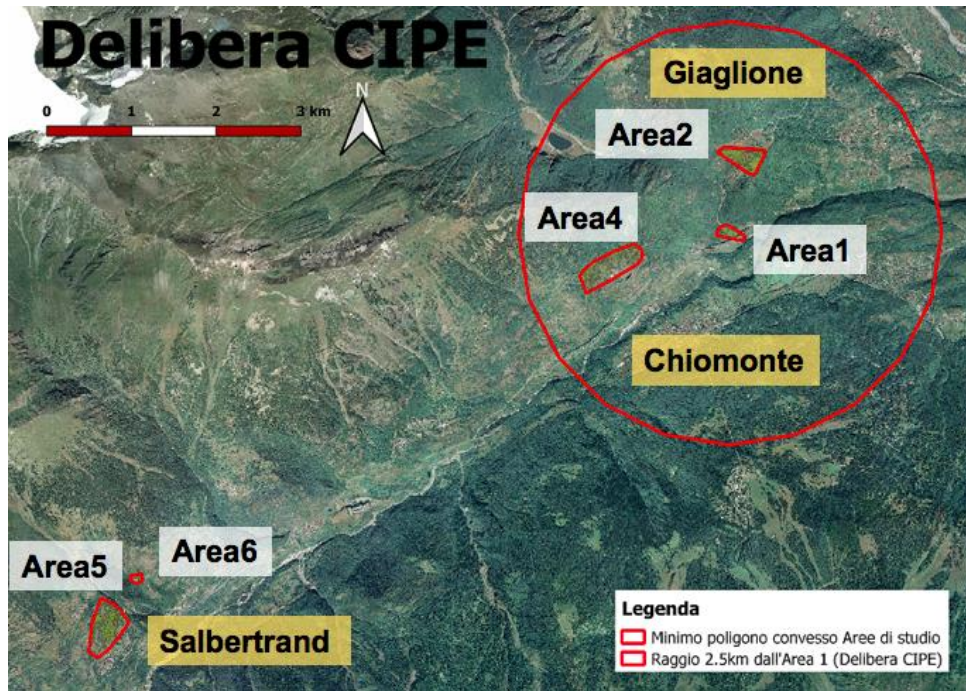 Delibera CIPE
0 1 2 3 km
N
Giaglione
Area2
Area4
Area1
Chiomonte
Area6
Area5
Salbertrand
Legenda
Minimo poligono convesso Aree di studio
Raggio 2.5km dall'Area 1 (Delibera CIPE)